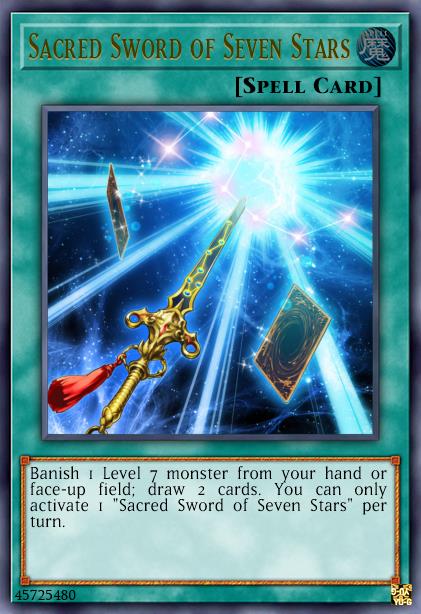 Sacred Sword of Seven Stars 魔
[Spell Card]
Banish 1 Level 7 monster from your hand or
face-up field; draw 2 cards. You can only
activate 1 "Sacred Sword of Seven Stars" per
turn.
45725480